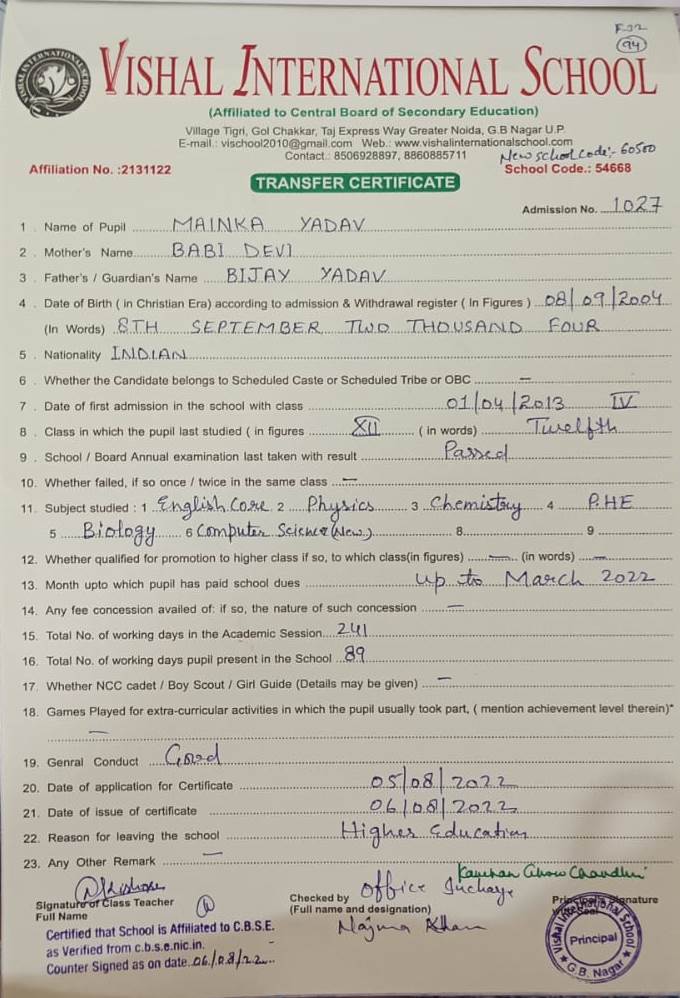 F-22
94
VISHAL INTERNATIONAL SCHOOL
(Affiliated to Central Board of Secondary Education)
Village Tigri, Gol Chakkar, Taj Express Way Greater Noida, G.B Nagar U.P.
E-mail.: vischool2010@gmail.com Web.: www.vishalinternationalschool.com
Contact.: 8506928897, 8860885711
New school code:- 60500
Affiliation No. :2131122 School Code.: 54668
TRANSFER CERTIFICATE
Admission No. 1027
1 . Name of Pupil MAINKA YADAV
2 . Mother's Name BABI DEVI
3 . Father's / Guardian's Name BIJAY YADAV
4 . Date of Birth ( in Christian Era) according to admission & Withdrawal register ( In Figures ) 08/09/2004
(In Words) 8TH SEPTEMBER TWO THOUSAND FOUR
5 . Nationality INDIAN
6 . Whether the Candidate belongs to Scheduled Caste or Scheduled Tribe or OBC —
7 . Date of first admission in the school with class 01/04/2013 IV
8 . Class in which the pupil last studied ( in figures XII ( in words) Twelfth
9 . School / Board Annual examination last taken with result Passed
10. Whether failed, if so once / twice in the same class —
11. Subject studied : 1 English Core 2 Physics 3 Chemistry 4 P.HE
5 Biology 6 Computer Science (New) 8 9
12. Whether qualified for promotion to higher class if so, to which class(in figures) — (in words) —
13. Month upto which pupil has paid school dues up to March 2022
14. Any fee concession availed of: if so, the nature of such concession —
15. Total No. of working days in the Academic Session 241
16. Total No. of working days pupil present in the School 89
17. Whether NCC cadet / Boy Scout / Girl Guide (Details may be given) —
18. Games Played for extra-curricular activities in which the pupil usually took part, ( mention achievement level therein)*
—
19. Genral Conduct Good
20. Date of application for Certificate 05/08/2022
21. Date of issue of certificate 06/08/2022
22. Reason for leaving the school Higher Education
23. Any Other Remark —
Signature of Class Teacher
Full Name
Checked by Office Incharge
(Full name and designation)
Najma Khan
Principal's Signature
Certified that School is Affiliated to C.B.S.E.
as Verified from c.b.s.e.nic.in.
Counter Signed as on date. 06/08/22
Vishal International School
Principal
G.B. Nagar